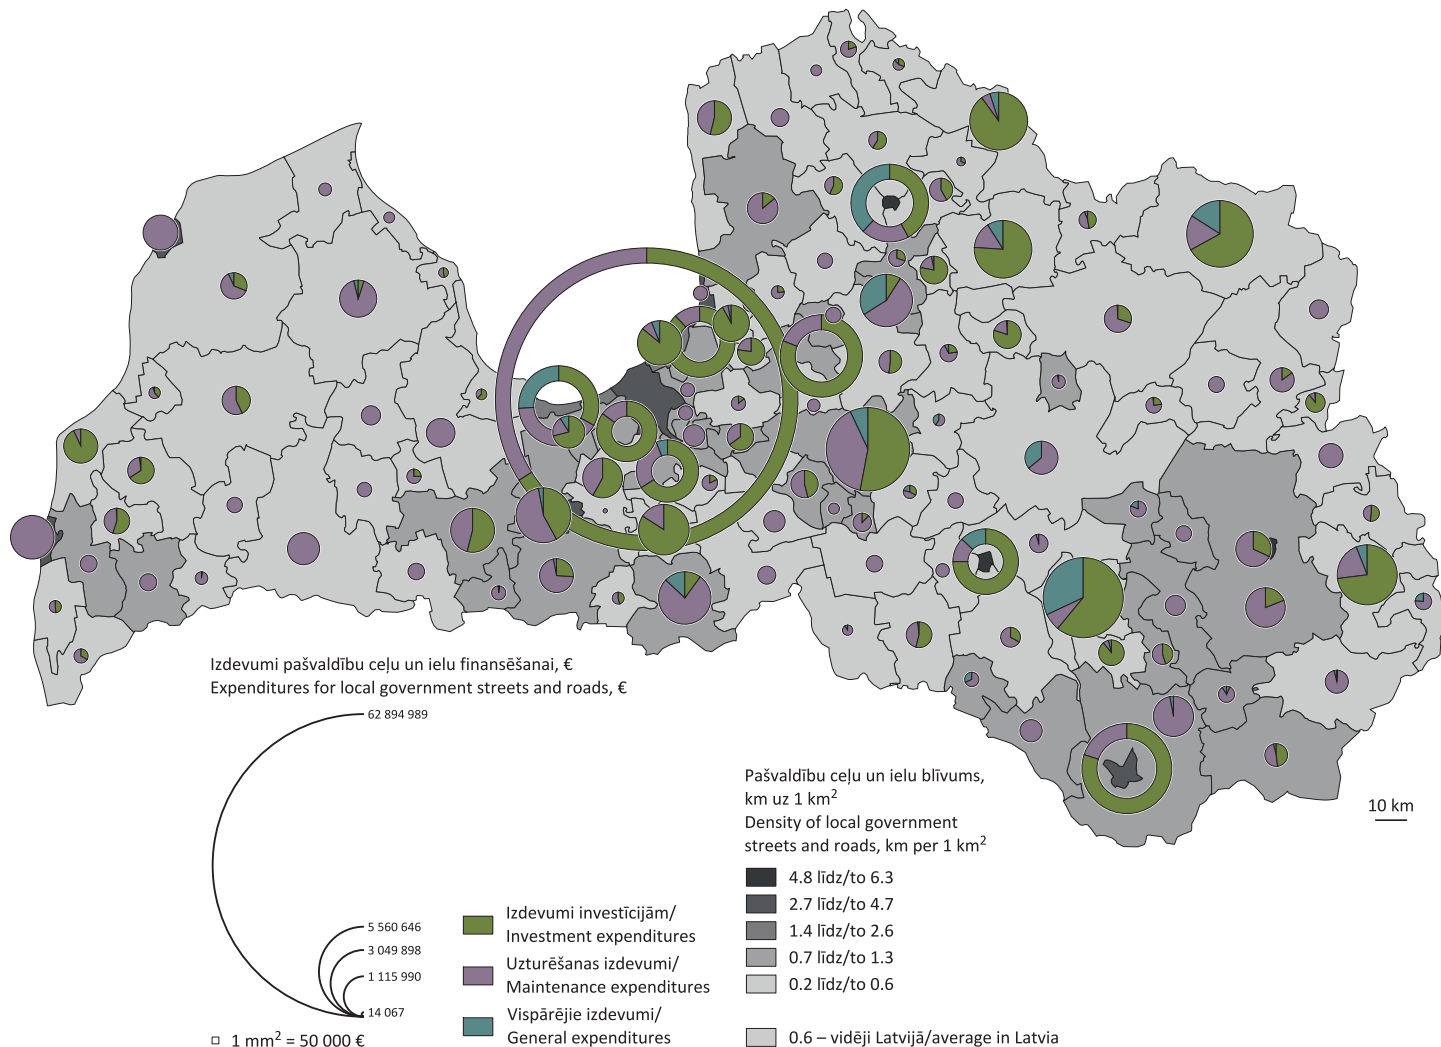 Izdevumi pašvaldību ceļu un ielu finansēšanai, €
Expenditures for local government streets and roads, €
62 894 989
5 560 646
3 049 898
1 115 990
14 067
1 mm² = 50 000 €
Izdevumi investīcijām/
Investment expenditures
Uzturēšanas izdevumi/
Maintenance expenditures
Vispārējie izdevumi/
General expenditures
Pašvaldību ceļu un ielu blīvums,
km uz 1 km²
Density of local government
streets and roads, km per 1 km²
4.8 līdz/to 6.3
2.7 līdz/to 4.7
1.4 līdz/to 2.6
0.7 līdz/to 1.3
0.2 līdz/to 0.6
0.6 – vidēji Latvijā/average in Latvia
10 km